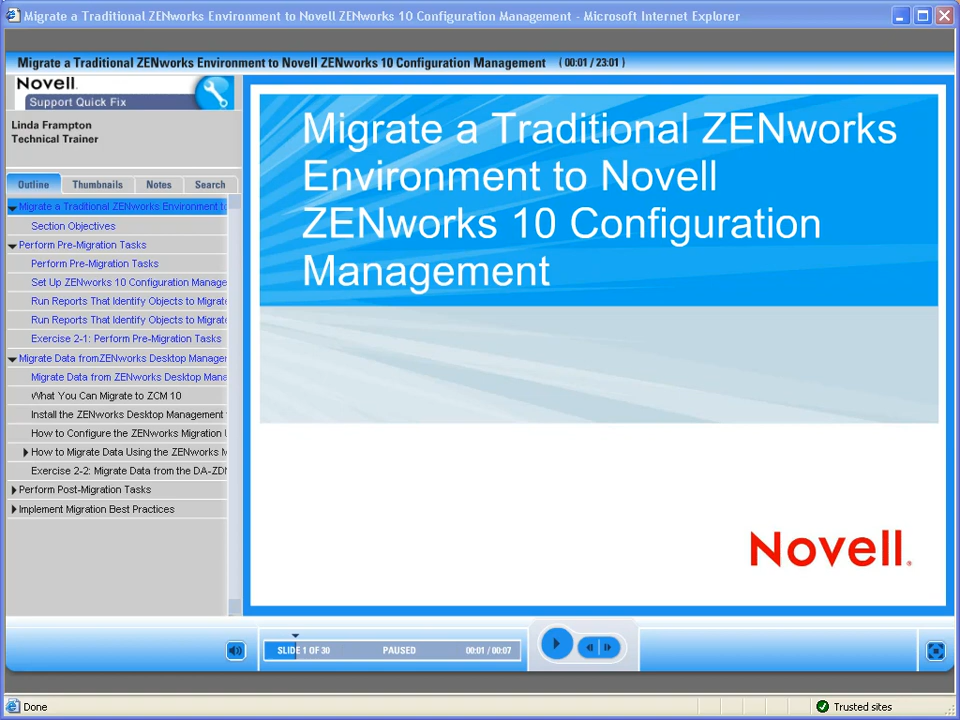 Migrate a Traditional ZENworks Environment to Novell ZENworks 10 Configuration Management - Microsoft Internet Explorer
Migrate a Traditional ZENworks Environment to Novell ZENworks 10 Configuration Management ( 00:01 / 23:01 )
Novell.
Support Quick Fix
Linda Frampton
Technical Trainer
Outline Thumbnails Notes Search
Migrate a Traditional ZENworks Environment to
Section Objectives
Perform Pre-Migration Tasks
Perform Pre-Migration Tasks
Set Up ZENworks 10 Configuration Manage
Run Reports That Identify Objects to Migrate
Run Reports That Identify Objects to Migrate
Exercise 2-1: Perform Pre-Migration Tasks
Migrate Data fromZENworks Desktop Manager
Migrate Data from ZENworks Desktop Mana
What You Can Migrate to ZCM 10
Install the ZENworks Desktop Management
How to Configure the ZENworks Migration U
How to Migrate Data Using the ZENworks M
Exercise 2-2: Migrate Data from the DA-ZDN
Perform Post-Migration Tasks
Implement Migration Best Practices
Migrate a Traditional ZENworks
Environment to Novell
ZENworks 10 Configuration
Management
Novell®
SLIDE 1 OF 30 PAUSED 00:01 / 00:07
Done
Trusted sites